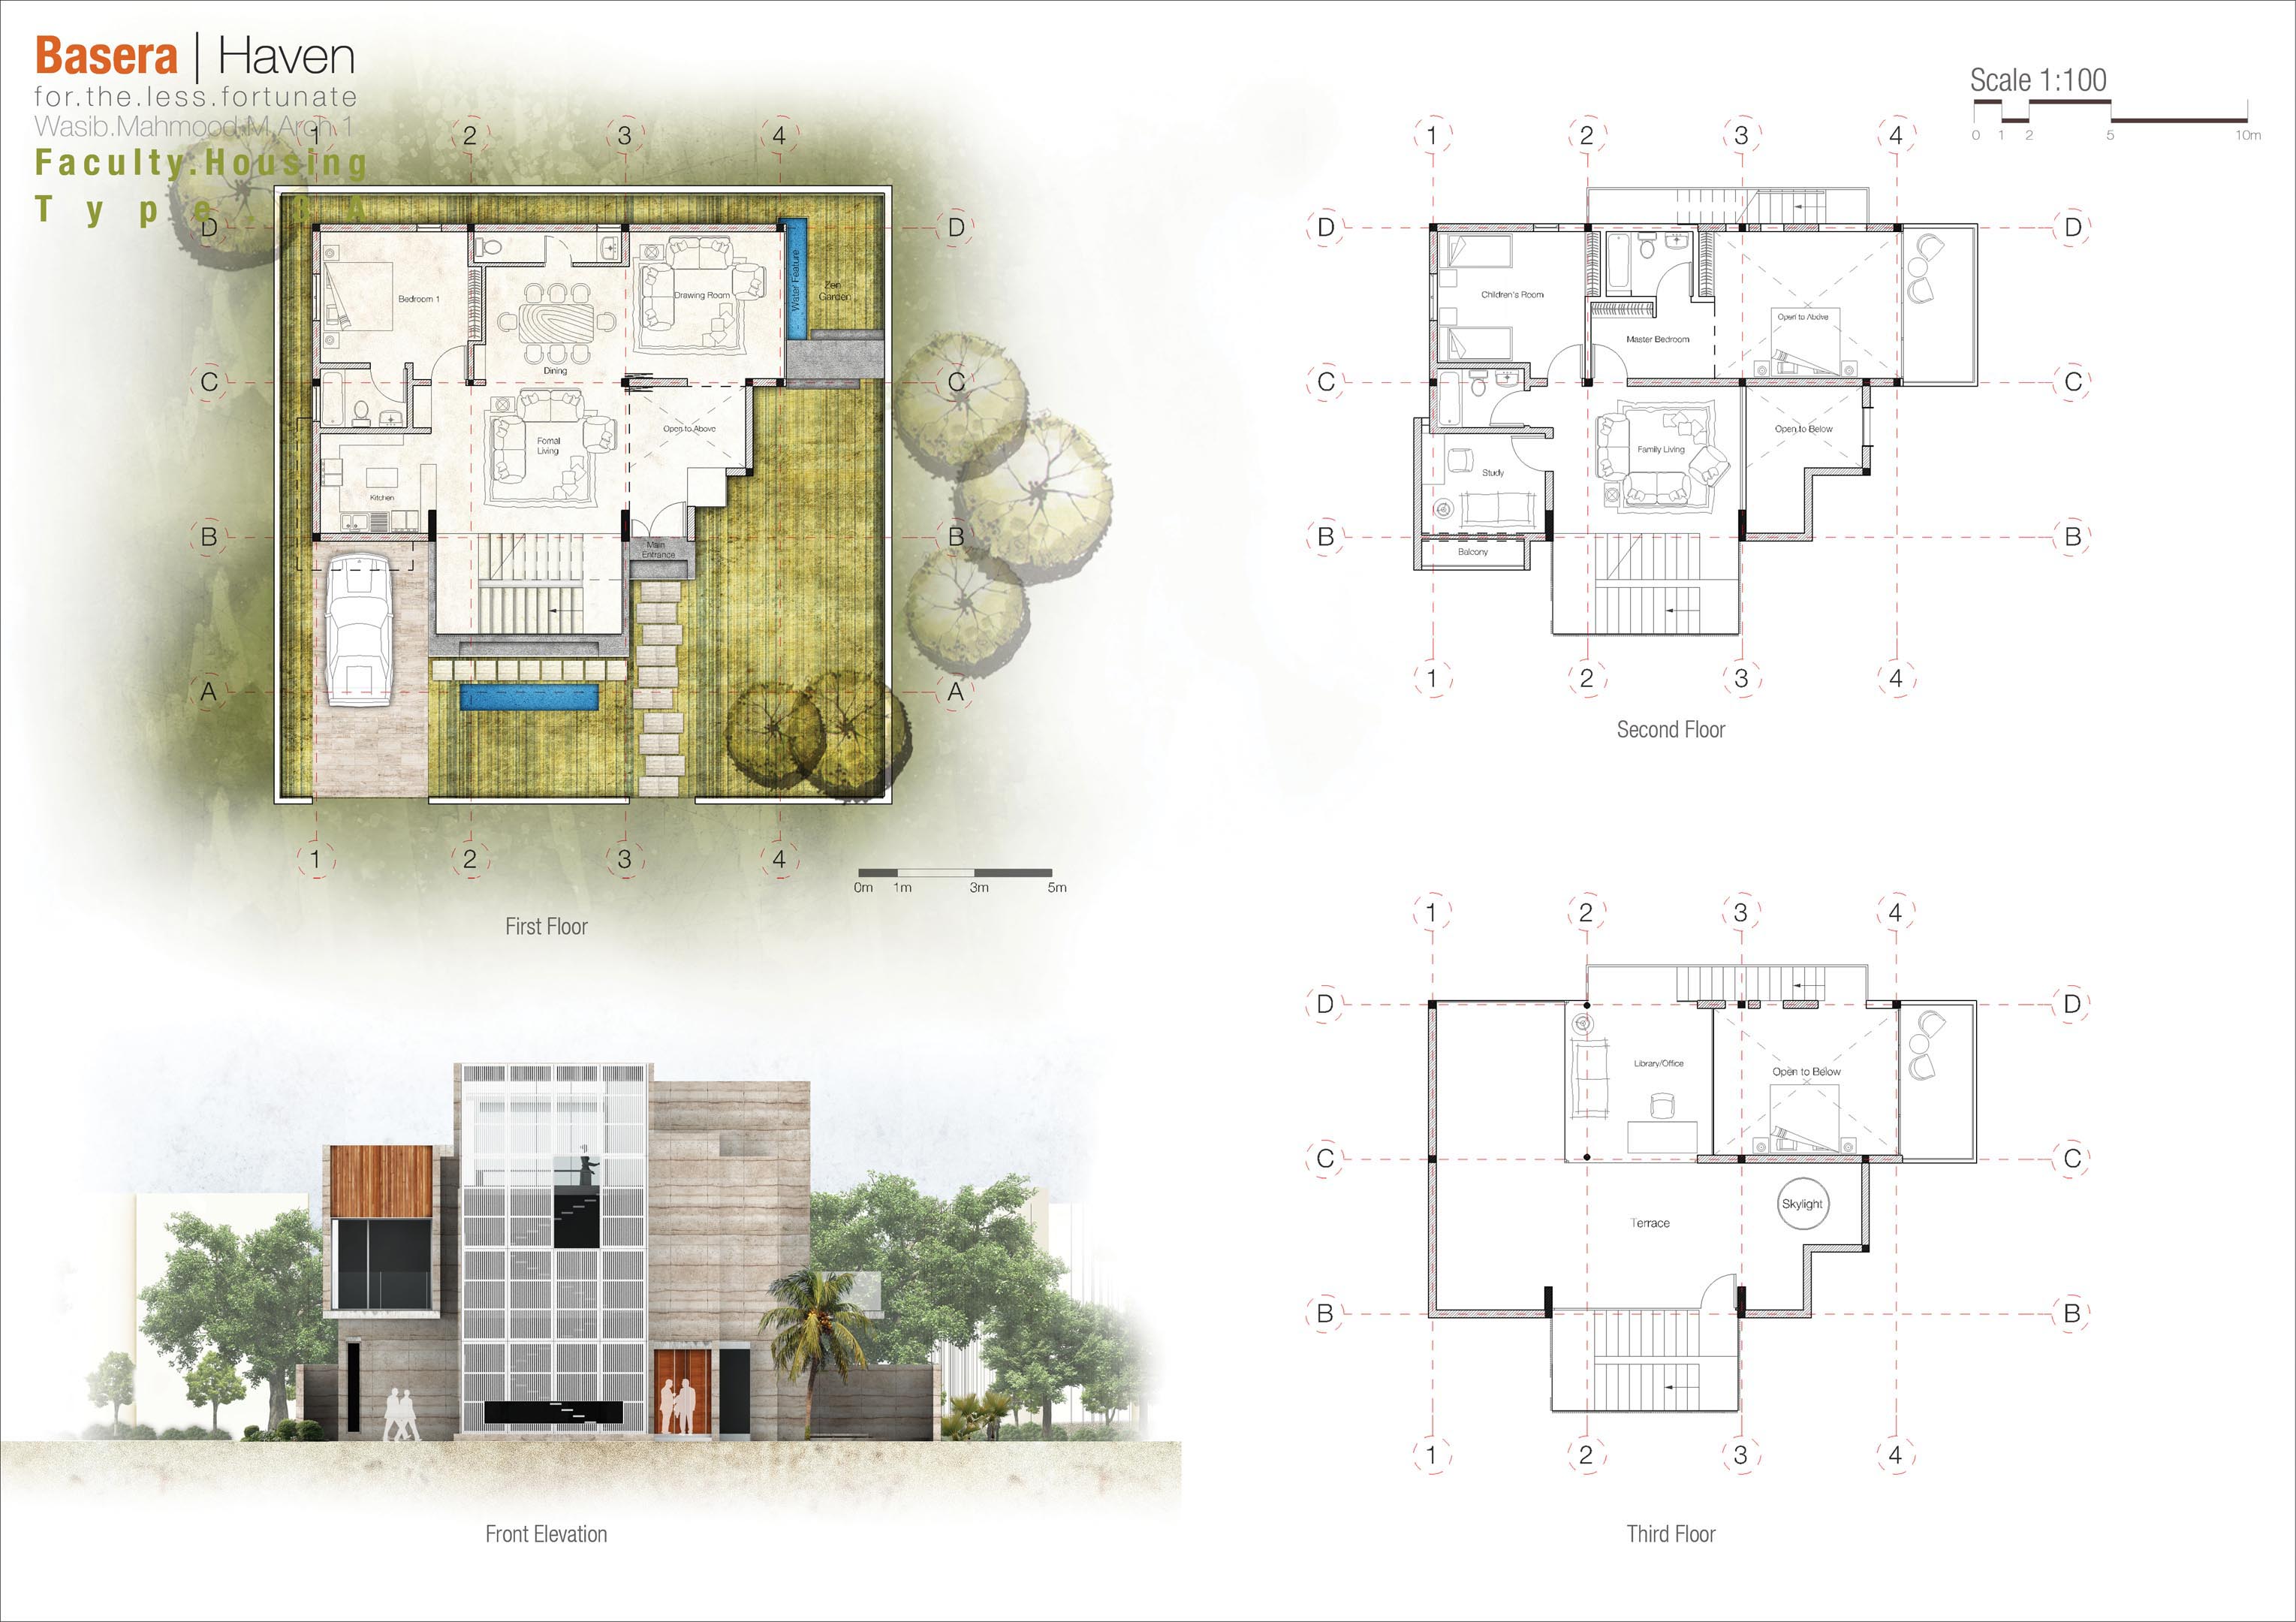 Basera | Haven
for.the.less.fortunate
Wasib.Mahmood.M.Arch.1
Faculty.Housing
Type.3A
Scale 1:100
0 1 2 5 10m
1 2 3 4
D D
C C
B B
A A
Bedroom 1
Dining
Drawing Room
Water Feature
Zen
Garden
Fomal
Living
Open to Above
Kitchen
Main
Entrance
1 2 3 4
0m 1m 3m 5m
First Floor
1 2 3 4
D D
C C
B B
Children's Room
Master Bedroom
Open to Above
Study
Family Living
Open to Below
Balcony
1 2 3 4
Second Floor
Front Elevation
1 2 3 4
D D
C C
B B
Library/Office
Open to Below
Terrace
Skylight
1 2 3 4
Third Floor